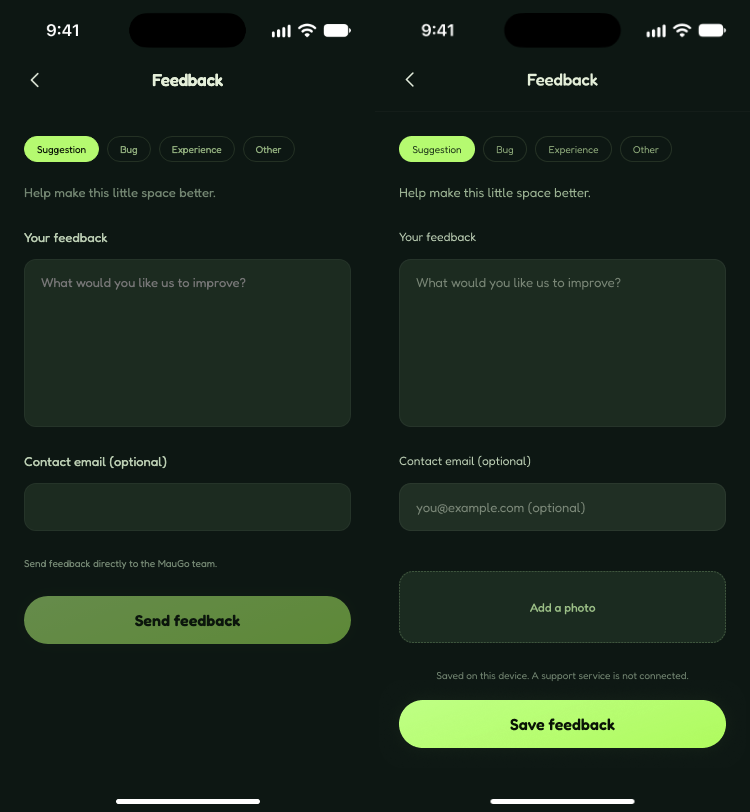 9:41
Feedback
Suggestion
Bug
Experience
Other
Help make this little space better.
Your feedback
What would you like us to improve?
Contact email (optional)
Send feedback directly to the MauGo team.
Send feedback
9:41
Feedback
Suggestion
Bug
Experience
Other
Help make this little space better.
Your feedback
What would you like us to improve?
Contact email (optional)
you@example.com (optional)
Add a photo
Saved on this device. A support service is not connected.
Save feedback